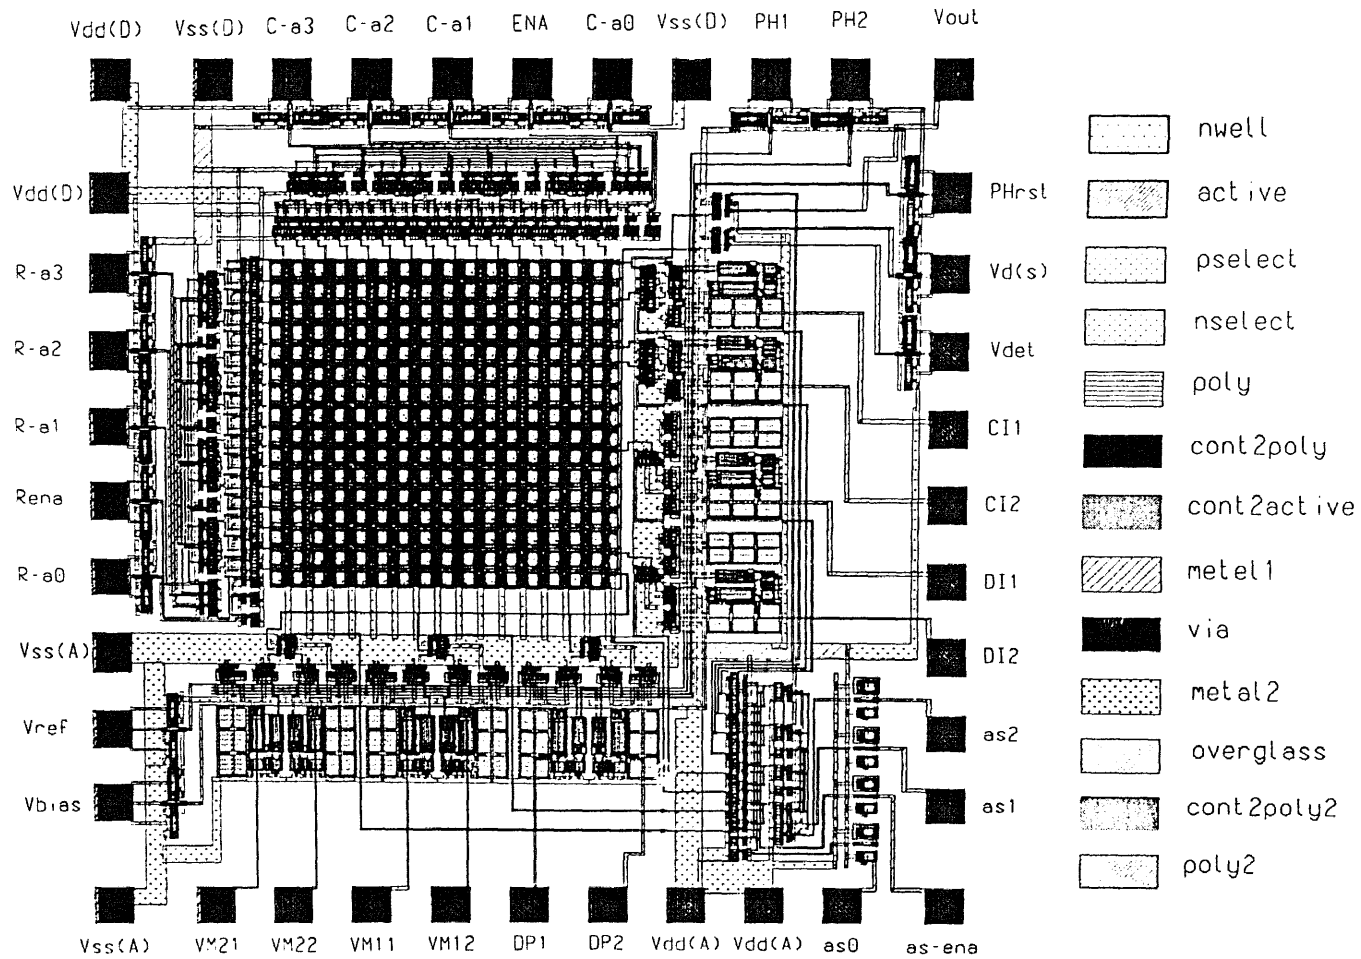 Vdd(D) Vss(D) C-a3 C-a2 C-a1 ENA C-a0 Vss(D) PH1 PH2 Vout
Vdd(D)
R-a3
R-a2
R-a1
Rena
R-a0
Vss(A)
Vref
Vbias
PHrst
Vd(s)
Vdet
CI1
CI2
DI1
DI2
as2
as1
Vss(A) VM21 VM22 VM11 VM12 DP1 DP2 Vdd(A) Vdd(A) as0 as-ena
nwell
active
pselect
nselect
poly
cont2poly
cont2active
metel1
via
metal2
overglass
cont2poly2
poly2